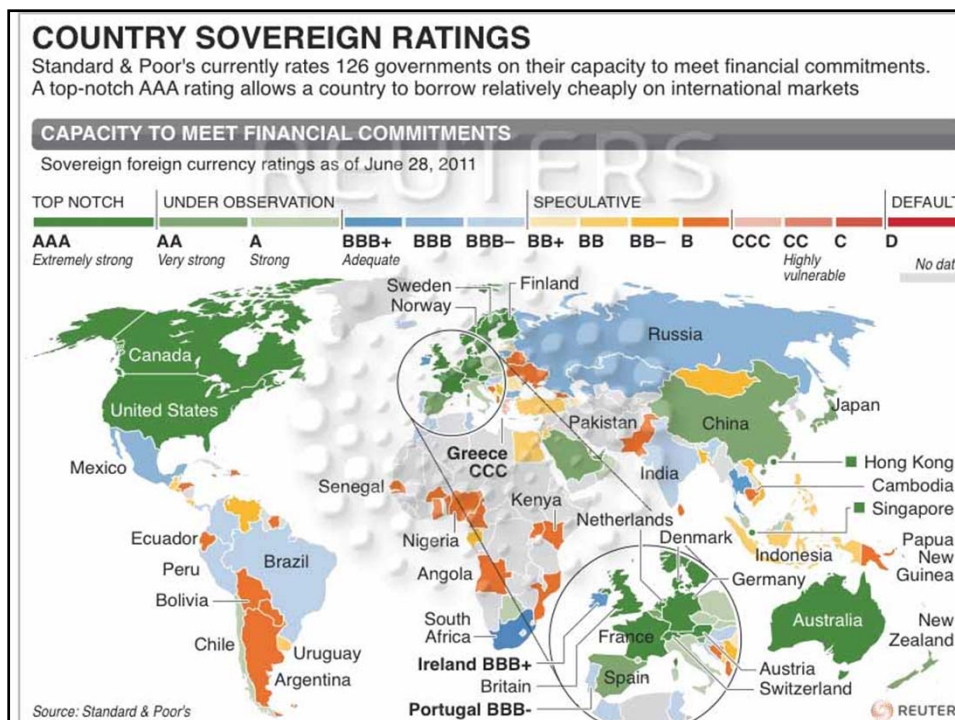 COUNTRY SOVEREIGN RATINGS
Standard & Poor's currently rates 126 governments on their capacity to meet financial commitments.
A top-notch AAA rating allows a country to borrow relatively cheaply on international markets
CAPACITY TO MEET FINANCIAL COMMITMENTS
REUTERS
Sovereign foreign currency ratings as of June 28, 2011
TOP NOTCH UNDER OBSERVATION SPECULATIVE DEFAULT
AAA AA A BBB+ BBB BBB– BB+ BB BB– B CCC CC C D
Extremely strong Very strong Strong Adequate Highly
vulnerable
No dat
Sweden Finland
Norway
Russia
Canada
United States
Pakistan China Japan
Mexico
Greece
CCC
India
Hong Kong
Senegal
Cambodia
Kenya
Singapore
Netherlands
Ecuador
Nigeria
Denmark
Indonesia
Papua
New
Guinea
Peru
Brazil
Angola
Germany
Bolivia
South
Africa
France
Australia
New
Zealand
Chile
Uruguay
Ireland BBB+
Austria
Argentina
Britain
Spain
Switzerland
Portugal BBB-
Source: Standard & Poor's
REUTER